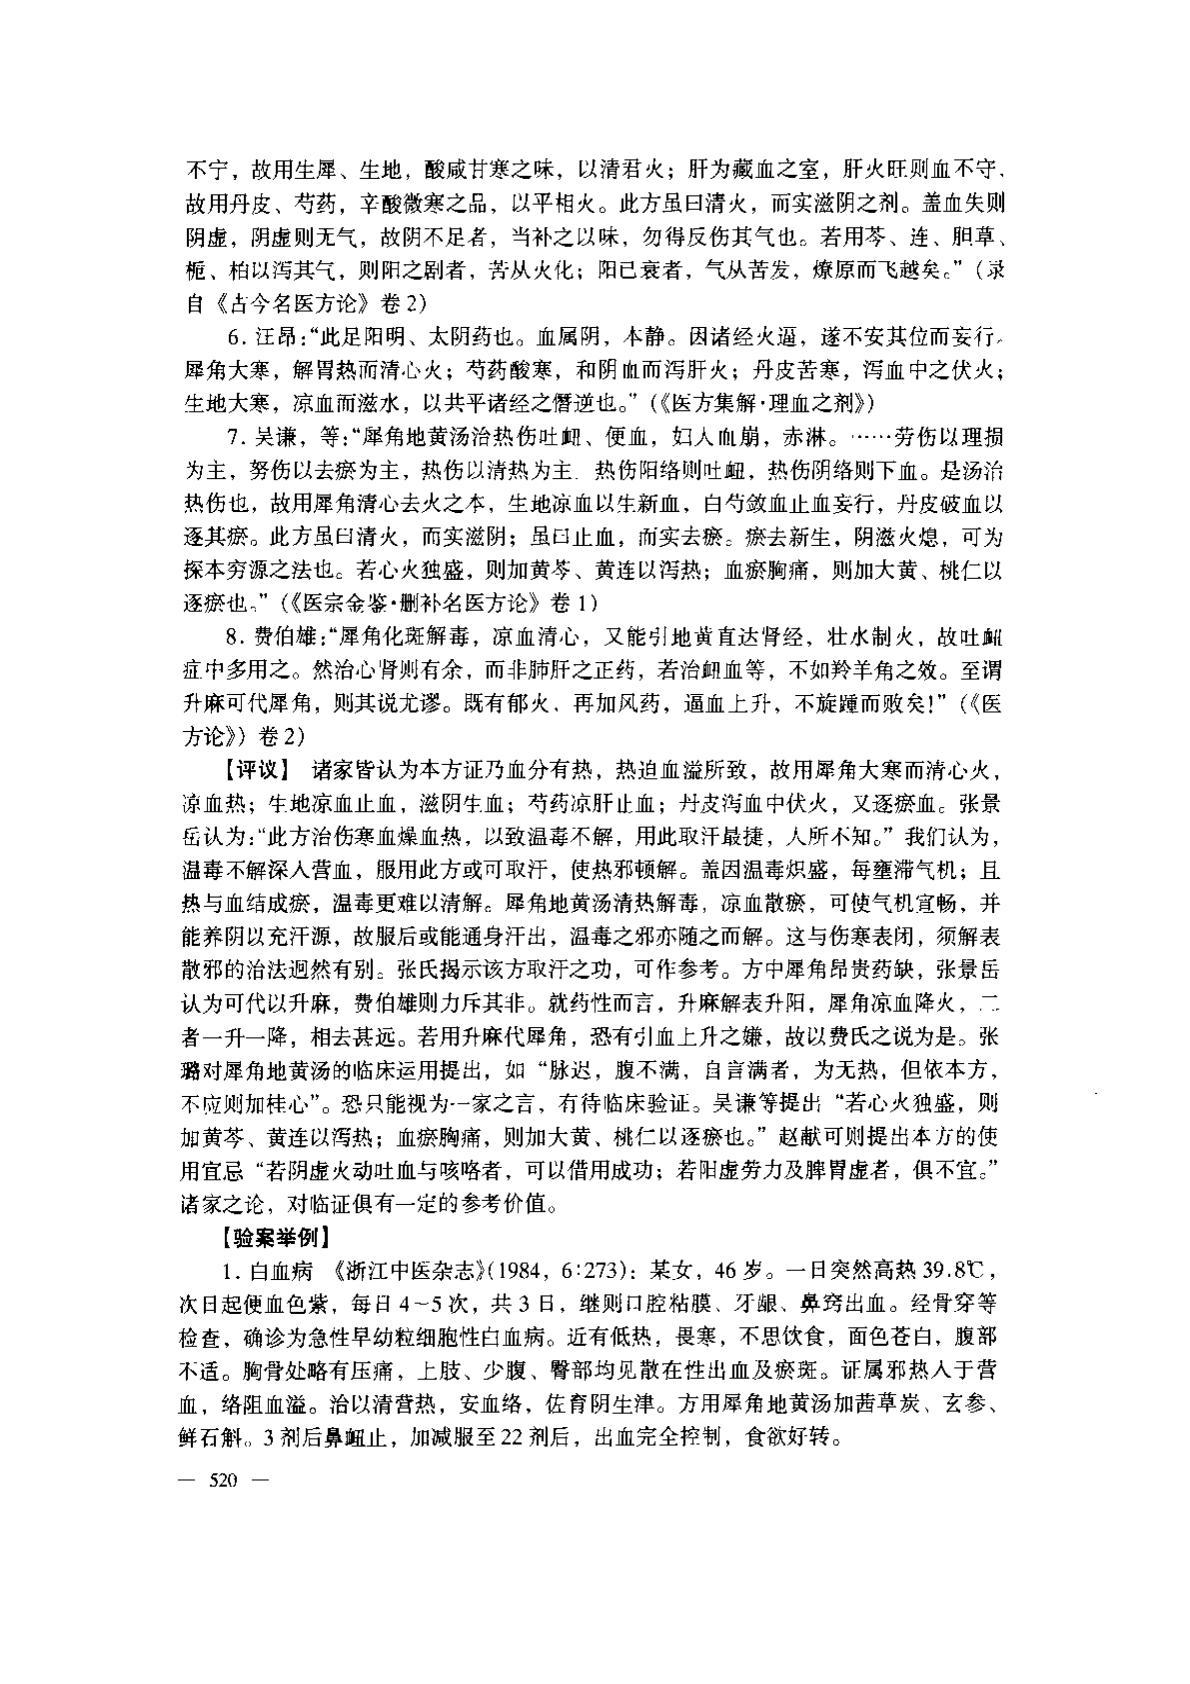 不宁，故用生犀、生地，酸咸甘寒之味，以清君火；肝为藏血之室，肝火旺则血不守，
故用丹皮、芍药，辛酸微寒之品，以平相火。此方虽曰清火，而实滋阴之剂。盖血失则
阴虚，阴虚则无气，故阴不足者，当补之以味，勿得反伤其气也。若用芩、连、胆草、
栀、柏以泻其气，则阳之剧者，苦从火化；阳已衰者，气从苦发，燎原而飞越矣。”（录
自《古今名医方论》卷2）
6. 汪昂：“此足阳明、太阴药也。血属阴，本静。因诸经火逼，遂不安其位而妄行。
犀角大寒，解胃热而清心火；芍药酸寒，和阴血而泻肝火；丹皮苦寒，泻血中之伏火；
生地大寒，凉血而滋水，以共平诸经之僭逆也。”（《医方集解·理血之剂》）
7. 吴谦，等：“犀角地黄汤治热伤吐衄、便血，妇人血崩，赤淋。……劳伤以理损
为主，努伤以去瘀为主，热伤以清热为主。热伤阳络则吐衄，热伤阴络则下血。是汤治
热伤也，故用犀角清心去火之本，生地凉血以生新血，白芍敛血止血妄行，丹皮破血以
逐其瘀。此方虽曰清火，而实滋阴；虽曰止血，而实去瘀。瘀去新生，阴滋火熄，可为
探本穷源之法也。若心火独盛，则加黄芩、黄连以泻热；血瘀胸痛，则加大黄、桃仁以
逐瘀也。”（《医宗金鉴·删补名医方论》卷1）
8. 费伯雄：“犀角化斑解毒，凉血清心，又能引地黄直达肾经，壮水制火，故吐衄
症中多用之。然治心肾则有余，而非肺肝之正药，若治衄血等，不如羚羊角之效。至谓
升麻可代犀角，则其说尤谬。既有郁火、再加风药，逼血上升，不旋踵而败矣！”（《医
方论》）卷2）
【评议】 诸家皆认为本方证乃血分有热，热迫血溢所致，故用犀角大寒而清心火，
凉血热；生地凉血止血，滋阴生血；芍药凉肝止血；丹皮泻血中伏火，又逐瘀血。张景
岳认为：“此方治伤寒血燥血热，以致温毒不解，用此取汗最捷，人所不知。”我们认为，
温毒不解深入营血，服用此方或可取汗，使热邪顿解。盖因温毒炽盛，每壅滞气机；且
热与血结成瘀，温毒更难以清解。犀角地黄汤清热解毒，凉血散瘀，可使气机宣畅，并
能养阴以充汗源，故服后或能通身汗出，温毒之邪亦随之而解。这与伤寒表闭，须解表
散邪的治法迥然有别。张氏揭示该方取汗之功，可作参考。方中犀角昂贵药缺，张景岳
认为可代以升麻，费伯雄则力斥其非。就药性而言，升麻解表升阳，犀角凉血降火，二
者一升一降，相去甚远。若用升麻代犀角，恐有引血上升之嫌，故以费氏之说为是。张
璐对犀角地黄汤的临床运用提出，如“脉迟，腹不满，自言满者，为无热，但依本方，
不应则加桂心”。恐只能视为一家之言，有待临床验证。吴谦等提出“若心火独盛，则
加黄芩、黄连以泻热；血瘀胸痛，则加大黄、桃仁以逐瘀也。”赵献可则提出本方的使
用宜忌“若阴虚火动吐血与咳咯者，可以借用成功；若阳虚劳力及脾胃虚者，俱不宜。”
诸家之论，对临证俱有一定的参考价值。
【验案举例】
1. 白血病 《浙江中医杂志》（1984，6∶273）：某女，46岁。一日突然高热39.8℃，
次日起便血色紫，每日4~5次，共3日，继则口腔粘膜、牙龈、鼻窍出血。经骨穿等
检查，确诊为急性早幼粒细胞性白血病。近有低热，畏寒，不思饮食，面色苍白，腹部
不适。胸骨处略有压痛，上肢、少腹、臀部均见散在性出血及瘀斑。证属邪热入于营
血，络阻血溢。治以清营热，安血络，佐育阴生津。方用犀角地黄汤加茜草炭、玄参、
鲜石斛。3剂后鼻衄止，加减服至22剂后，出血完全控制，食欲好转。
— 520 —